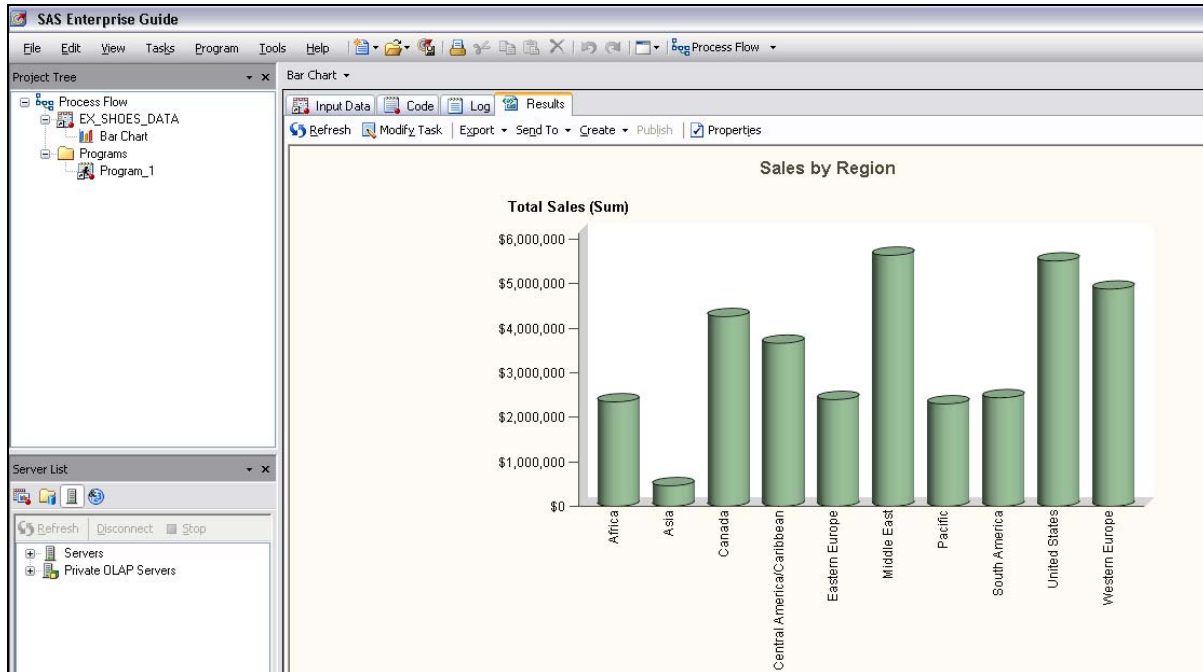 SAS Enterprise Guide
File Edit View Tasks Program Tools Help Process Flow
Project Tree
Process Flow
EX_SHOES_DATA
Bar Chart
Programs
Program_1
Server List
Refresh Disconnect Stop
Servers
Private OLAP Servers
Bar Chart
Input Data Code Log Results
Refresh Modify Task Export Send To Create Publish Properties
Sales by Region
Total Sales (Sum)
$6,000,000
$5,000,000
$4,000,000
$3,000,000
$2,000,000
$1,000,000
$0
Africa
Asia
Canada
Central America/Caribbean
Eastern Europe
Middle East
Pacific
South America
United States
Western Europe